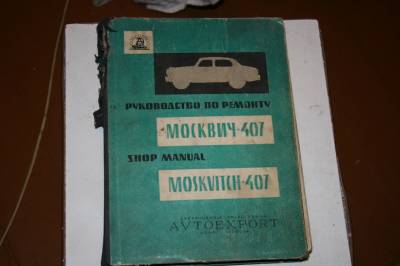 РУКОВОДСТВО ПО РЕМОНТУ
МОСКВИЧ-407
SHOP MANUAL
MOSKVITCH-407
AVTOEXPORT